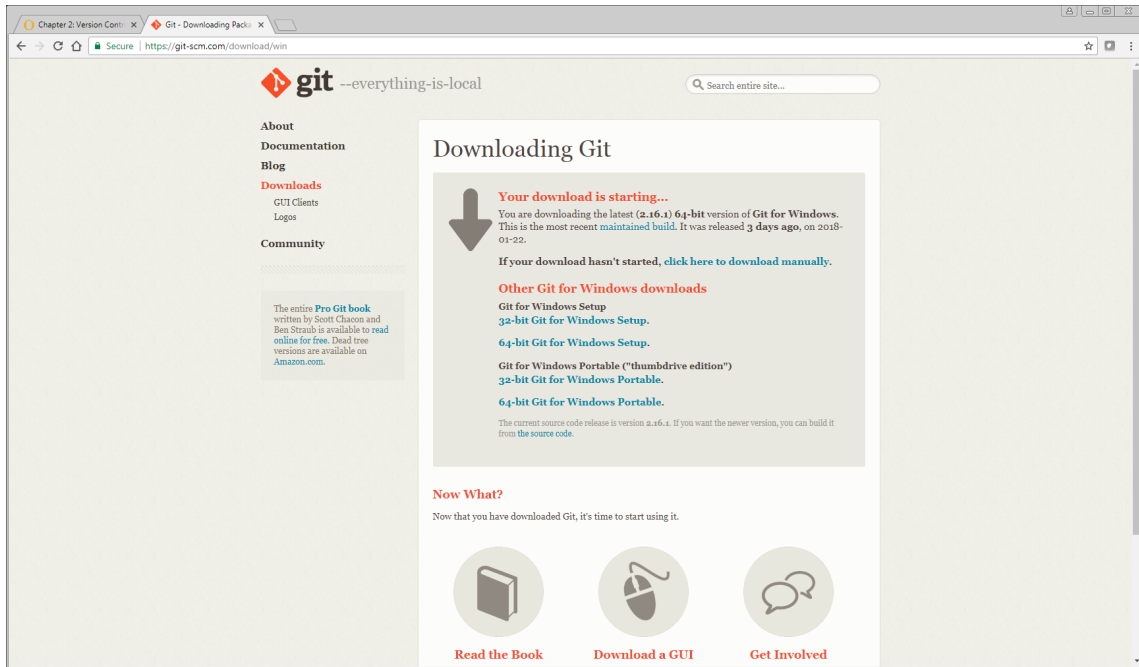 Chapter 2: Version Contr
Git - Downloading Packa
Secure | https://git-scm.com/download/win
git --everything-is-local
Search entire site...
About
Documentation
Blog
Downloads
GUI Clients
Logos
Community
The entire Pro Git book
written by Scott Chacon and
Ben Straub is available to read
online for free. Dead tree
versions are available on
Amazon.com.
Downloading Git
Your download is starting...
You are downloading the latest (2.16.1) 64-bit version of Git for Windows.
This is the most recent maintained build. It was released 3 days ago, on 2018-
01-22.
If your download hasn't started, click here to download manually.
Other Git for Windows downloads
Git for Windows Setup
32-bit Git for Windows Setup.
64-bit Git for Windows Setup.
Git for Windows Portable ("thumbdrive edition")
32-bit Git for Windows Portable.
64-bit Git for Windows Portable.
The current source code release is version 2.16.1. If you want the newer version, you can build it
from the source code.
Now What?
Now that you have downloaded Git, it's time to start using it.
Read the Book
Download a GUI
Get Involved